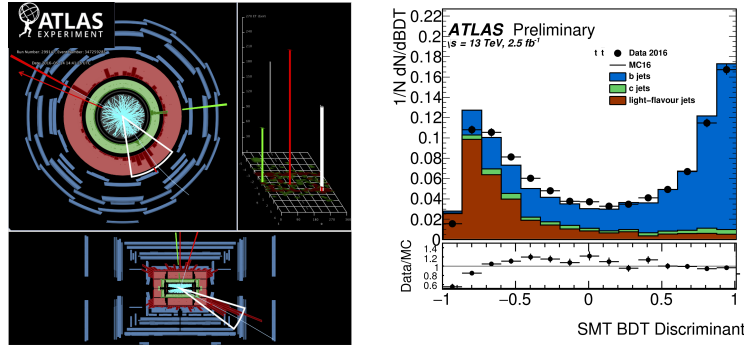 ATLAS
EXPERIMENT
ET (GeV)
ATLAS Preliminary
s = 13 TeV, 2.5 fb-1
t t
Data 2016
MC16
b jets
c jets
light-flavour jets
1/N dN/dBDT
0.22
0.2
0.18
0.16
0.14
0.12
0.1
0.08
0.06
0.04
0.02
0
Data/MC
1.4
1.2
1
0.8
0.6
−1
−0.5
0
0.5
1
SMT BDT Discriminant